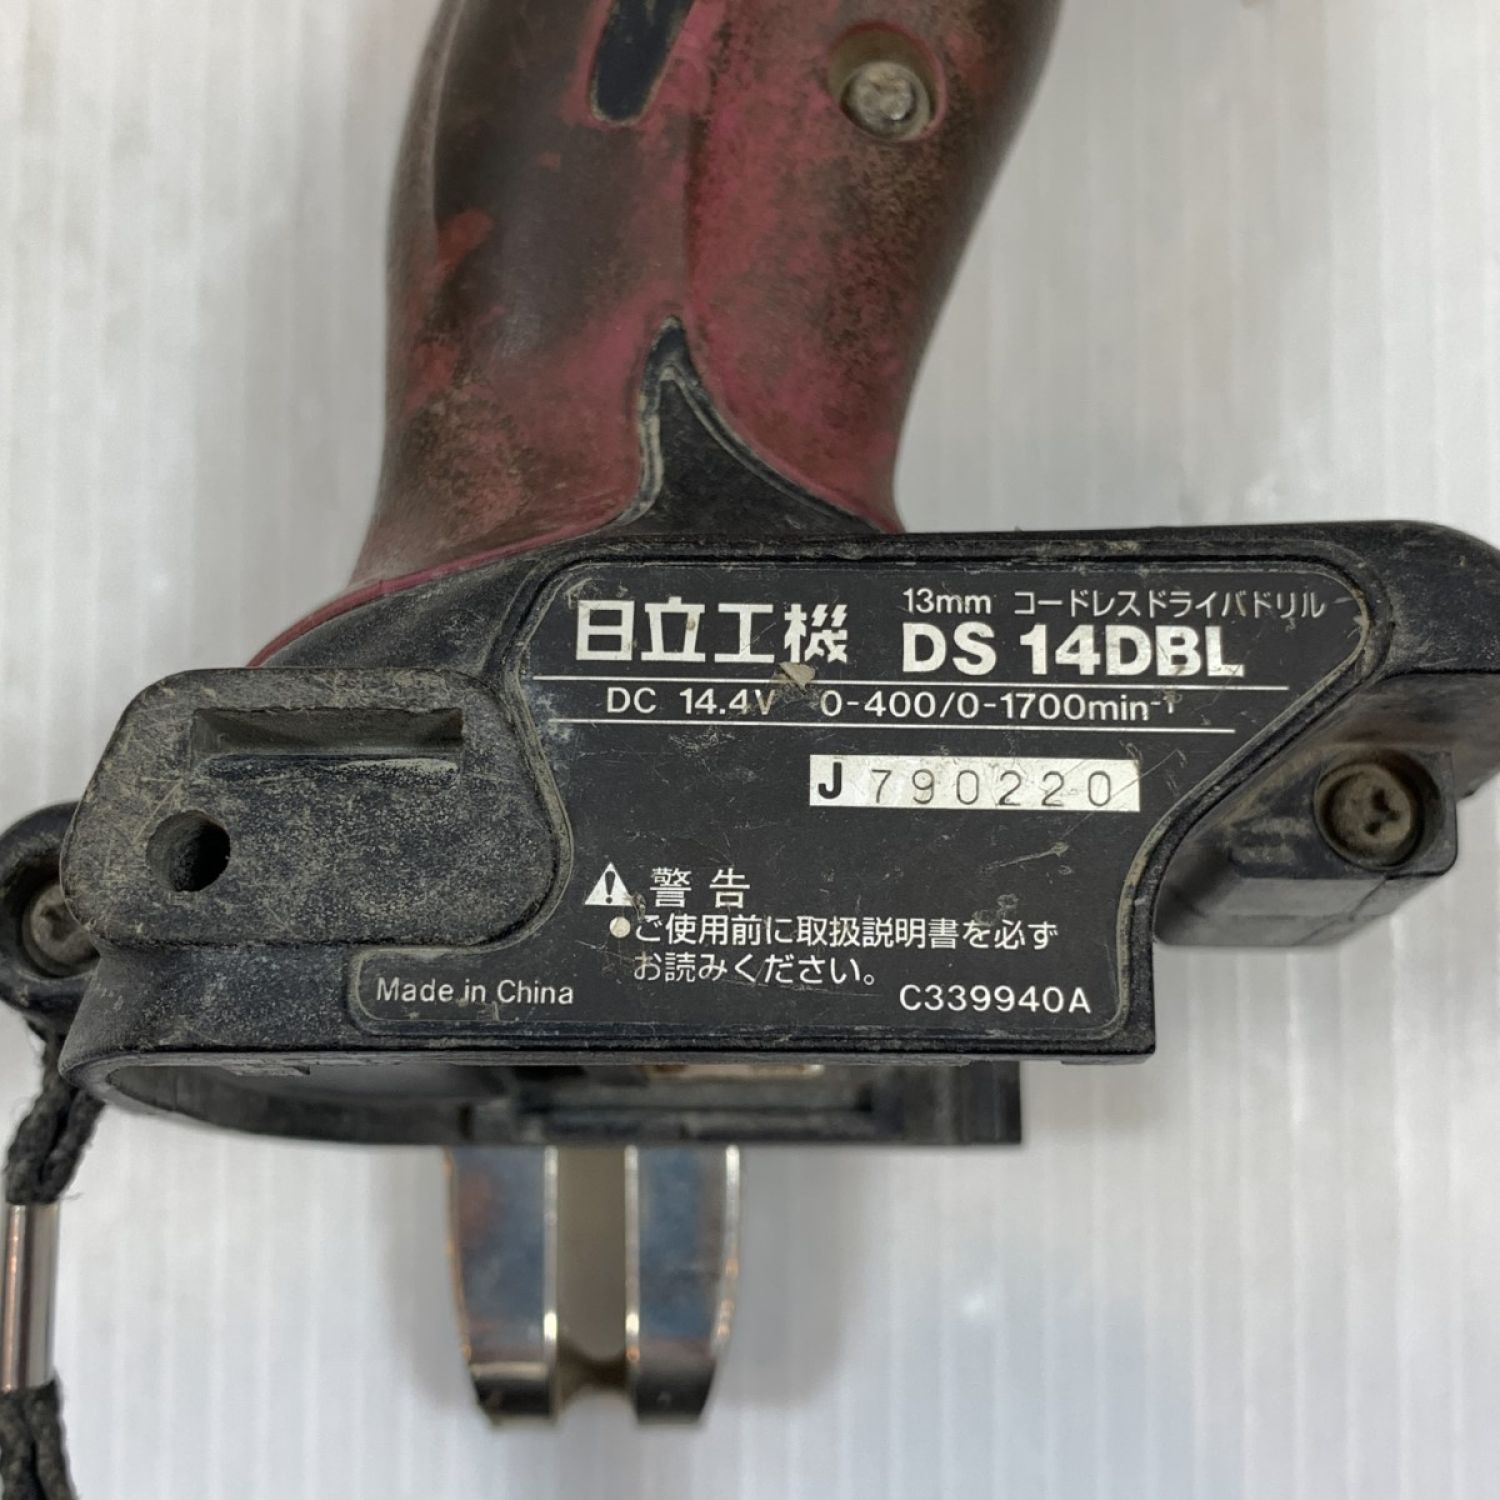 日立工機
13mm コードレスドライバドリル
DS 14DBL
DC 14.4V 0-400/0-1700min⁻¹
J 790220
警告
●ご使用前に取扱説明書を必ず
お読みください。
Made in China
C339940A